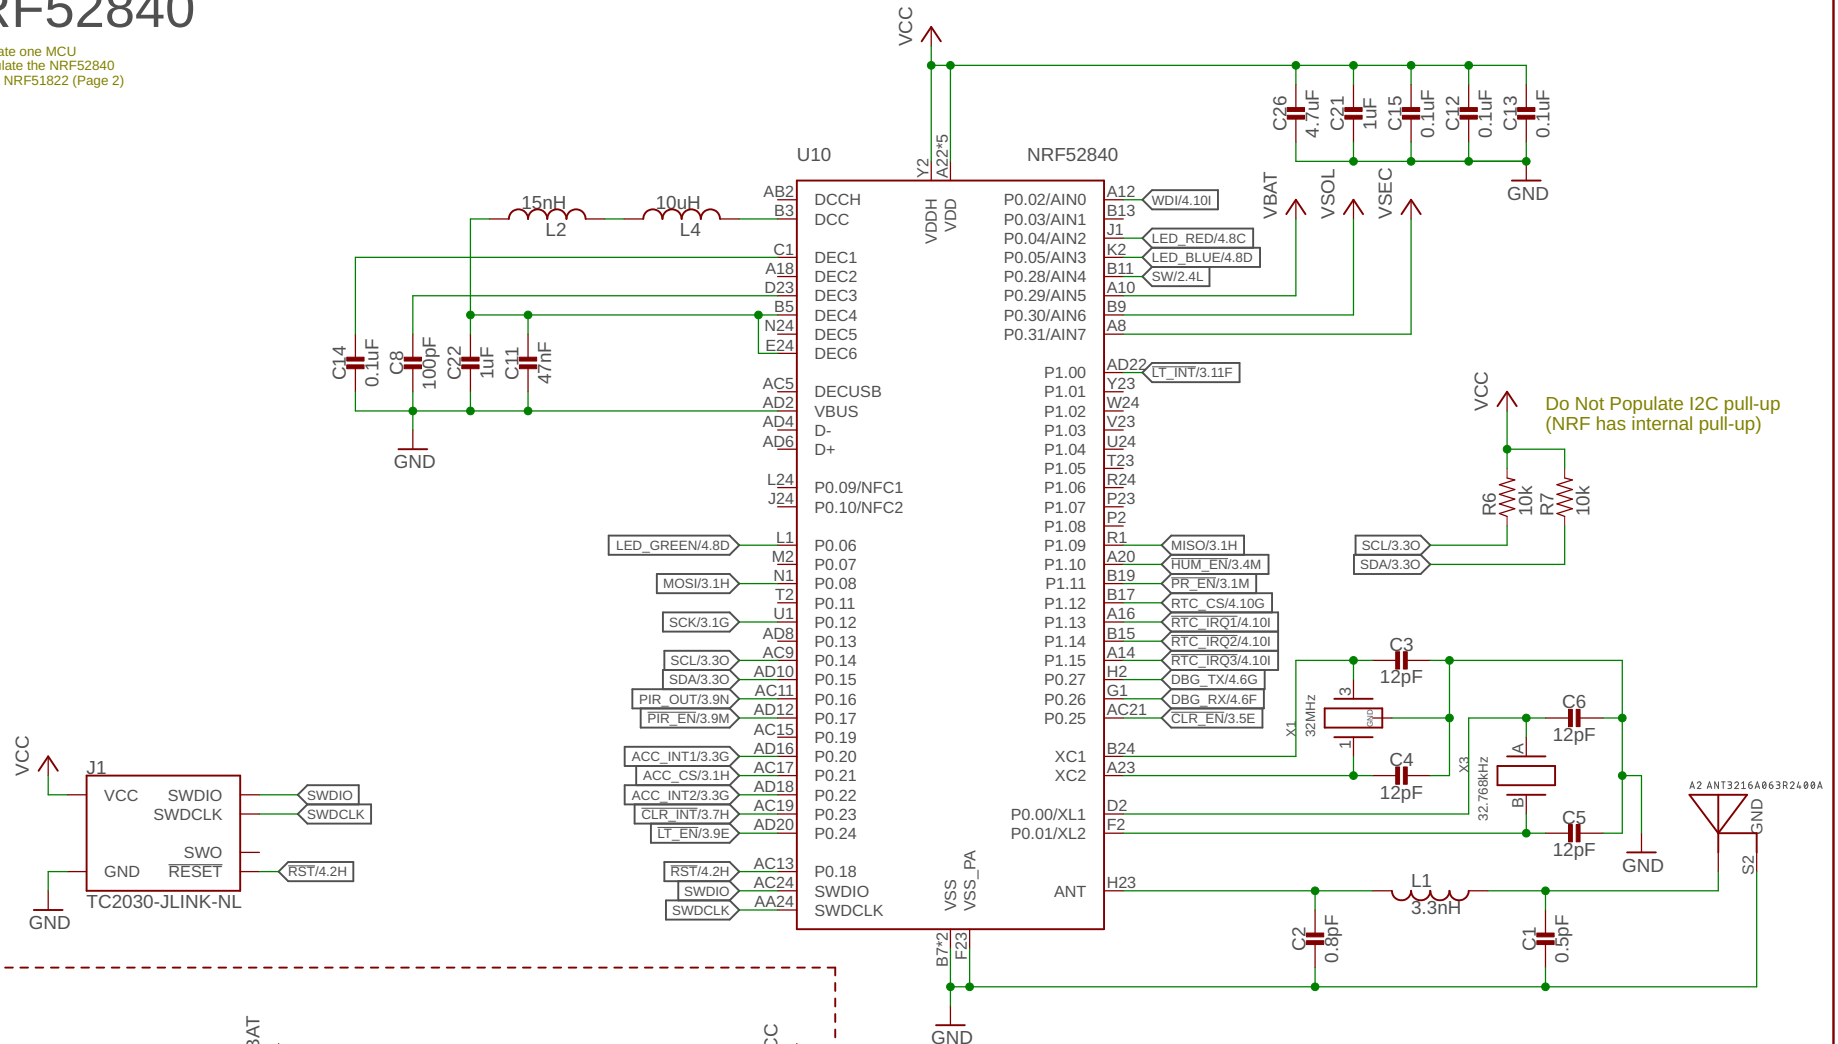 RF52840
ate one MCU
ulate the NRF52840
NRF51822 (Page 2)
VCC
C26
4.7uF
C21
1uF
C15
0.1uF
C12
0.1uF
C13
0.1uF
GND
VBAT
VSOL
VSEC
U10
NRF52840
Y2
A22*5
VDDH
VDD
15nH
L2
10uH
L4
AB2 DCCH
B3 DCC
C1 DEC1
A18 DEC2
D23 DEC3
B5 DEC4
N24 DEC5
E24 DEC6
AC5 DECUSB
AD2 VBUS
AD4 D-
AD6 D+
L24 P0.09/NFC1
J24 P0.10/NFC2
LED_GREEN/4.8D L1 P0.06
M2 P0.07
MOSI/3.1H N1 P0.08
T2 P0.11
SCK/3.1G U1 P0.12
AD8 P0.13
SCL/3.3O AC9 P0.14
SDA/3.3O AD10 P0.15
PIR_OUT/3.9N AC11 P0.16
PIR_EN/3.9M AD12 P0.17
AC15 P0.19
ACC_INT1/3.3G AD16 P0.20
ACC_CS/3.1H AC17 P0.21
ACC_INT2/3.3G AD18 P0.22
CLR_INT/3.7H AC19 P0.23
LT_EN/3.9E AD20 P0.24
RST/4.2H AC13 P0.18
SWDIO AC24 SWDIO
SWDCLK AA24 SWDCLK
C14
0.1uF
C8
100pF
C22
1uF
C11
47nF
GND
P0.02/AIN0 A12 WDI/4.10I
P0.03/AIN1 B13
P0.04/AIN2 J1 LED_RED/4.8C
P0.05/AIN3 K2 LED_BLUE/4.8D
P0.28/AIN4 B11 SW/2.4L
P0.29/AIN5 A10
P0.30/AIN6 B9
P0.31/AIN7 A8
P1.00 AD22 LT_INT/3.11F
P1.01 Y23
P1.02 W24
P1.03 V23
P1.04 U24
P1.05 T23
P1.06 R24
P1.07 P23
P1.08 P2
P1.09 R1 MISO/3.1H
P1.10 A20 HUM_EN/3.4M
P1.11 B19 PR_EN/3.1M
P1.12 B17 RTC_CS/4.10G
P1.13 A16 RTC_IRQ1/4.10I
P1.14 B15 RTC_IRQ2/4.10I
P1.15 A14 RTC_IRQ3/4.10I
P0.27 H2 DBG_TX/4.6G
P0.26 G1 DBG_RX/4.6F
P0.25 AC21 CLR_EN/3.5E
XC1 B24
XC2 A23
P0.00/XL1 D2
P0.01/XL2 F2
ANT H23
VSS
VSS_PA
B7*2
F23
GND
VCC
Do Not Populate I2C pull-up
(NRF has internal pull-up)
R6
10k
R7
10k
SCL/3.3O
SDA/3.3O
C3
12pF
X1
32MHz
3
GND
1
C4
12pF
C6
12pF
X3
32.768kHz
A
B
C5
12pF
GND
A2 ANT3216A063R2400A
GND
S2
L1
3.3nH
C2
0.8pF
C1
0.5pF
VCC
J1
VCC SWDIO SWDIO
SWDCLK SWDCLK
SWO
GND RESET RST/4.2H
TC2030-JLINK-NL
GND
BAT
CC